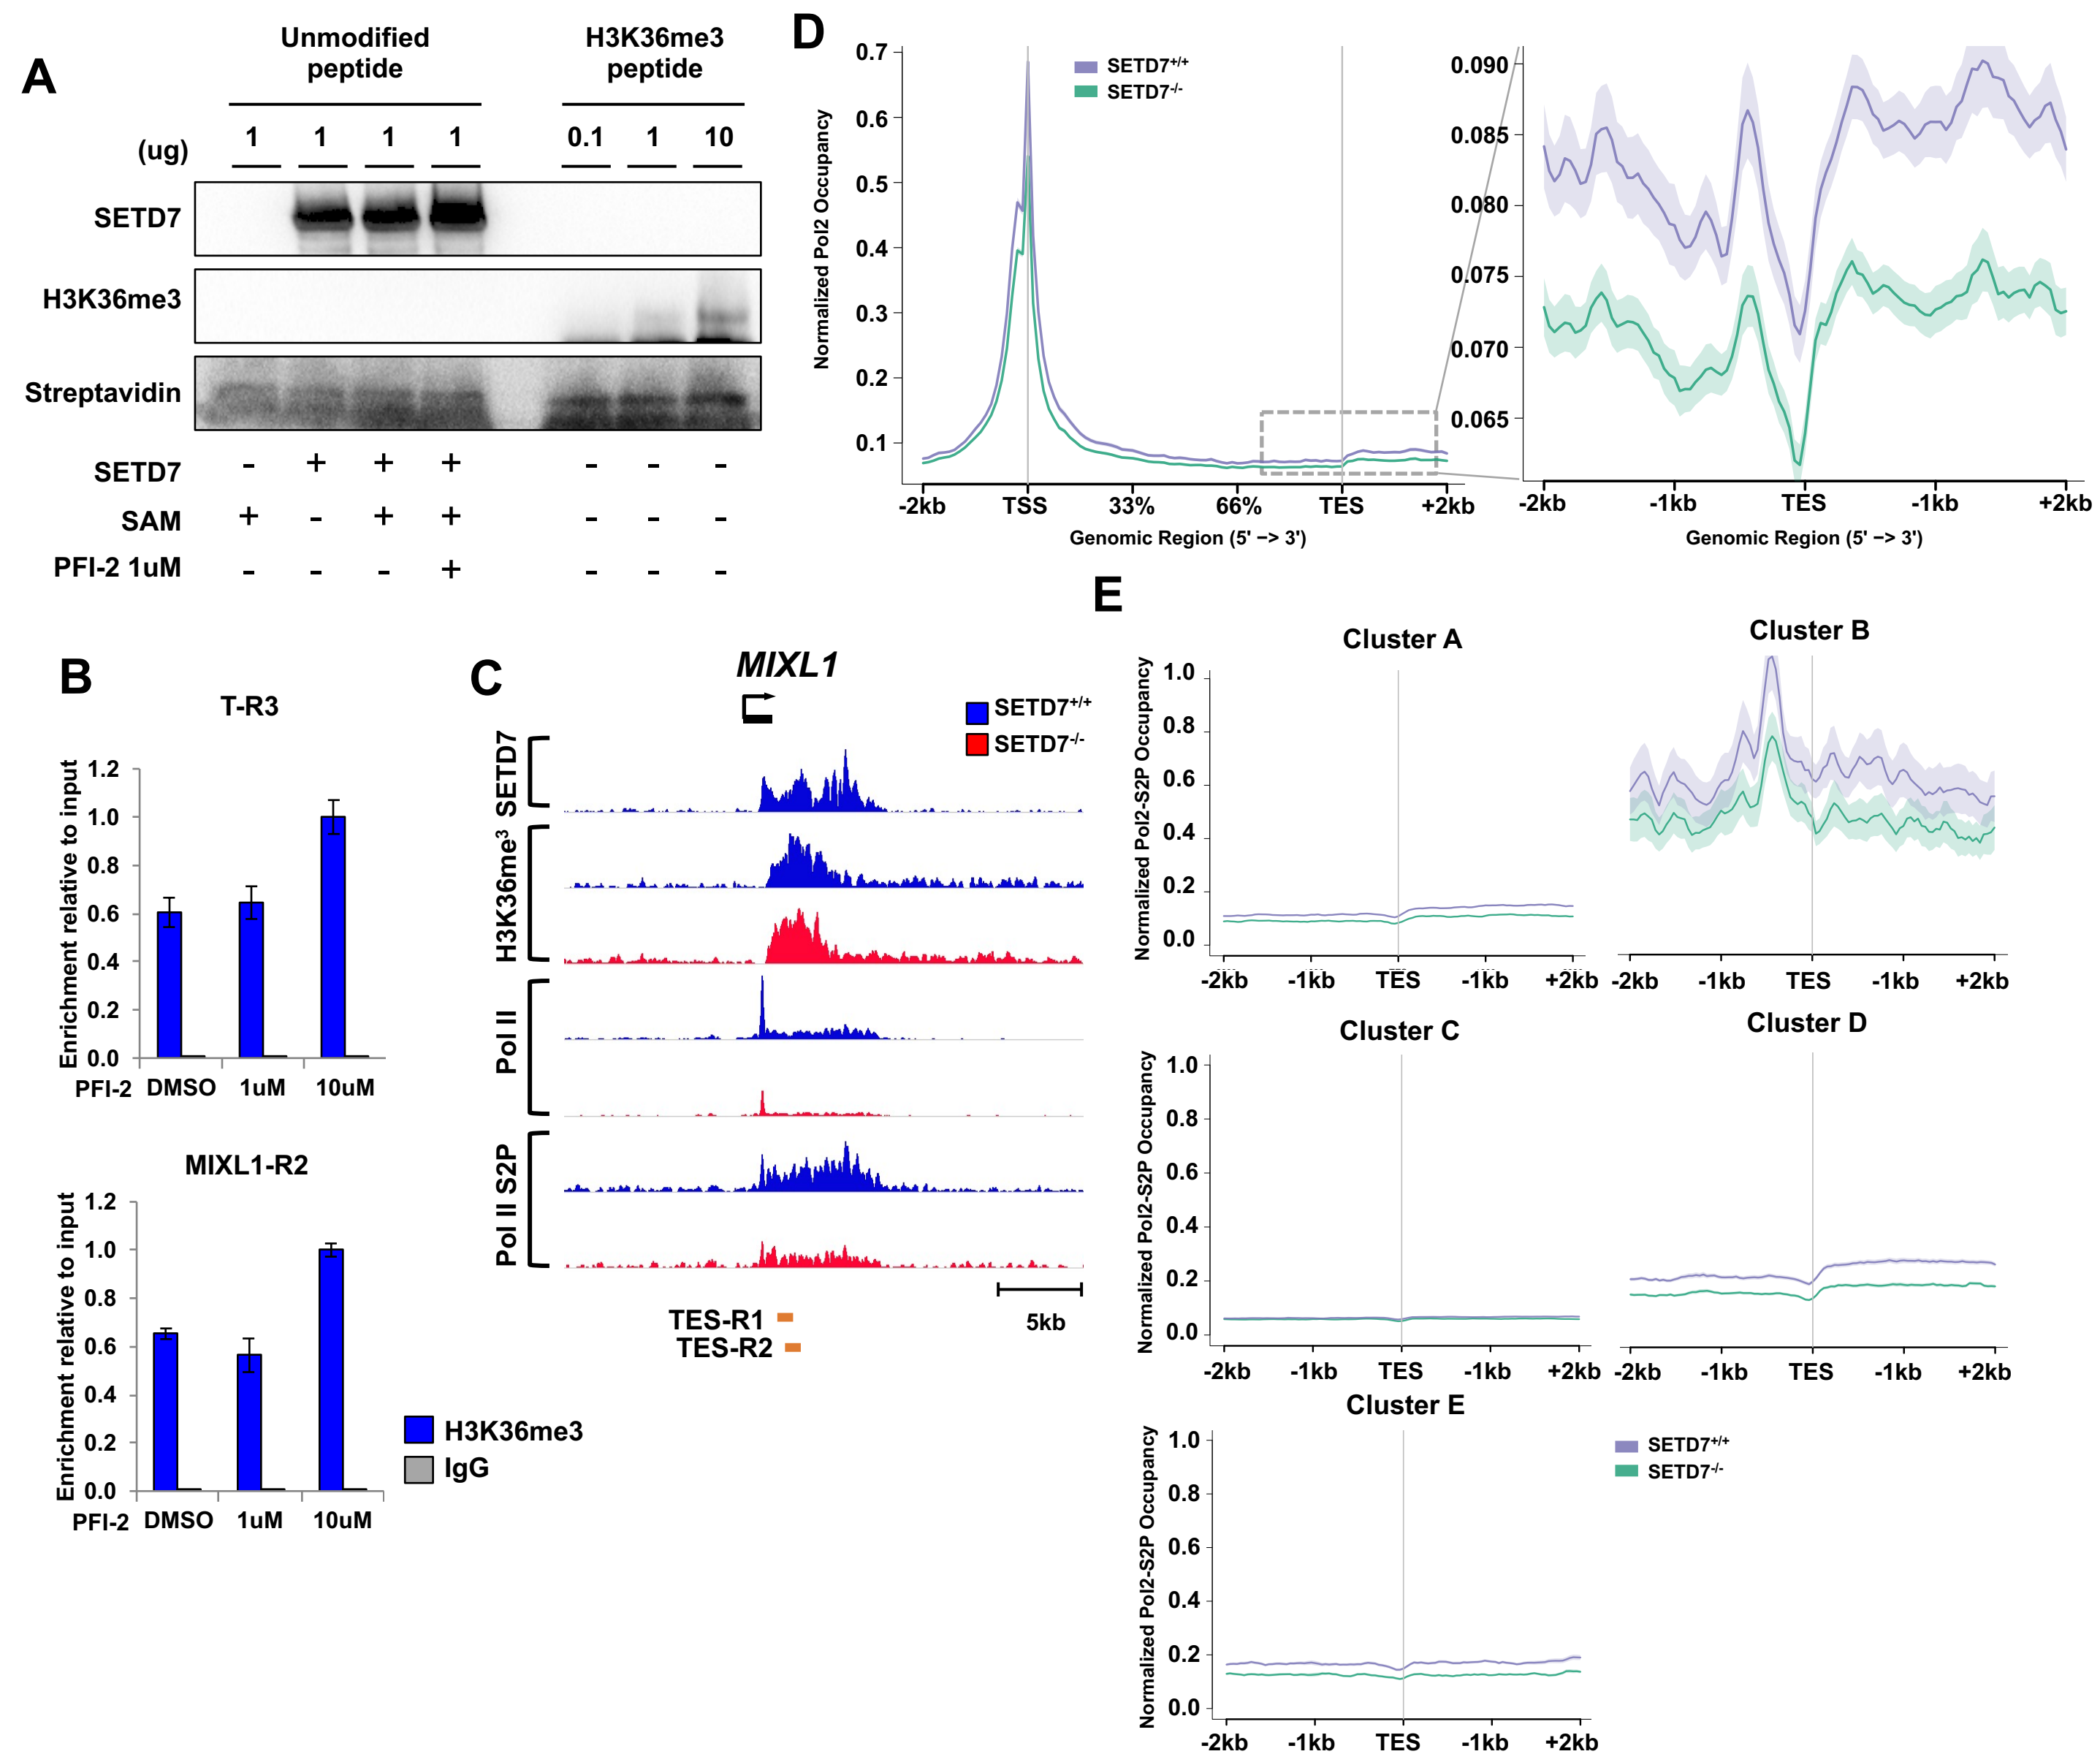 A
Unmodified
peptide
H3K36me3
peptide
(ug) 1 1 1 1 0.1 1 10
SETD7
H3K36me3
Streptavidin
SETD7 - + + + - - -
SAM + - + + - - -
PFI-2 1uM - - - + - - -
D
Normalized Pol2 Occupancy
0.7
0.6
0.5
0.4
0.3
0.2
0.1
SETD7+/+
SETD7-/-
-2kb TSS 33% 66% TES +2kb
Genomic Region (5' −> 3')
0.090
0.085
0.080
0.075
0.070
0.065
-2kb -1kb TES -1kb +2kb
Genomic Region (5' −> 3')
B
T-R3
Enrichment relative to input
1.2
1.0
0.8
0.6
0.4
0.2
0.0
PFI-2 DMSO 1uM 10uM
MIXL1-R2
Enrichment relative to input
1.2
1.0
0.8
0.6
0.4
0.2
0.0
PFI-2 DMSO 1uM 10uM
H3K36me3
IgG
C
MIXL1
SETD7+/+
SETD7-/-
SETD7
H3K36me3
Pol II
Pol II S2P
5kb
TES-R1
TES-R2
E
Cluster A
Normalized Pol2-S2P Occupancy
1.0
0.8
0.6
0.4
0.2
0.0
-2kb -1kb TES -1kb +2kb
Cluster B
-2kb -1kb TES -1kb +2kb
Cluster C
Normalized Pol2-S2P Occupancy
1.0
0.8
0.6
0.4
0.2
0.0
-2kb -1kb TES -1kb +2kb
Cluster D
-2kb -1kb TES -1kb +2kb
Cluster E
Normalized Pol2-S2P Occupancy
1.0
0.8
0.6
0.4
0.2
0.0
-2kb -1kb TES -1kb +2kb
SETD7+/+
SETD7-/-